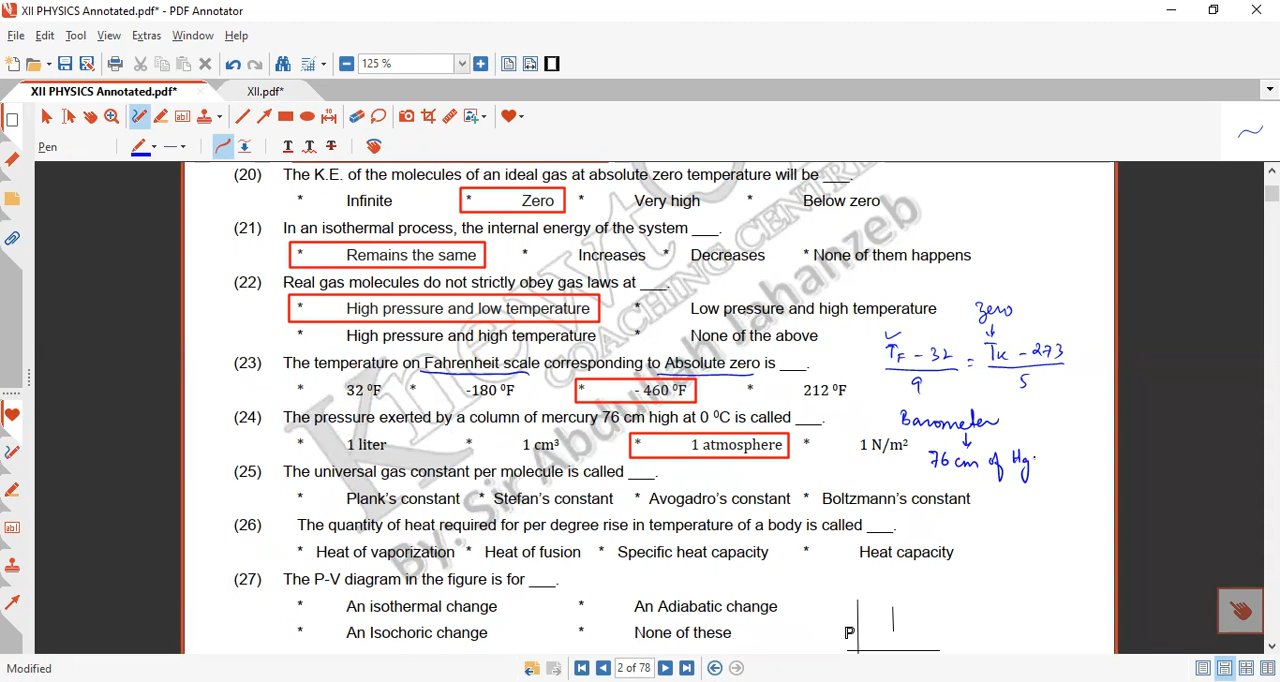 XII PHYSICS Annotated.pdf* - PDF Annotator
File Edit Tool View Extras Window Help
125 %
XII PHYSICS Annotated.pdf* XII.pdf*
Pen
(20) The K.E. of the molecules of an ideal gas at absolute zero temperature will be ___.
* Infinite * Zero * Very high * Below zero
(21) In an isothermal process, the internal energy of the system ___.
* Remains the same * Increases * Decreases * None of them happens
(22) Real gas molecules do not strictly obey gas laws at ___.
* High pressure and low temperature * Low pressure and high temperature
Zero
* High pressure and high temperature * None of the above
TF - 32 = TK - 273
9 5
(23) The temperature on Fahrenheit scale corresponding to Absolute zero is ___.
* 32 ⁰F * -180 ⁰F * - 460 ⁰F * 212 ⁰F
(24) The pressure exerted by a column of mercury 76 cm high at 0 ⁰C is called ___.
Barometer
* 1 liter * 1 cm³ * 1 atmosphere * 1 N/m²
76 cm of Hg.
(25) The universal gas constant per molecule is called ___.
* Plank's constant * Stefan's constant * Avogadro's constant * Boltzmann's constant
(26) The quantity of heat required for per degree rise in temperature of a body is called ___.
* Heat of vaporization * Heat of fusion * Specific heat capacity * Heat capacity
(27) The P-V diagram in the figure is for ___.
* An isothermal change * An Adiabatic change
* An Isochoric change * None of these P
COACHING CENTRE
By. Sir Abdullah Jahanzeb
Modified 2 of 78